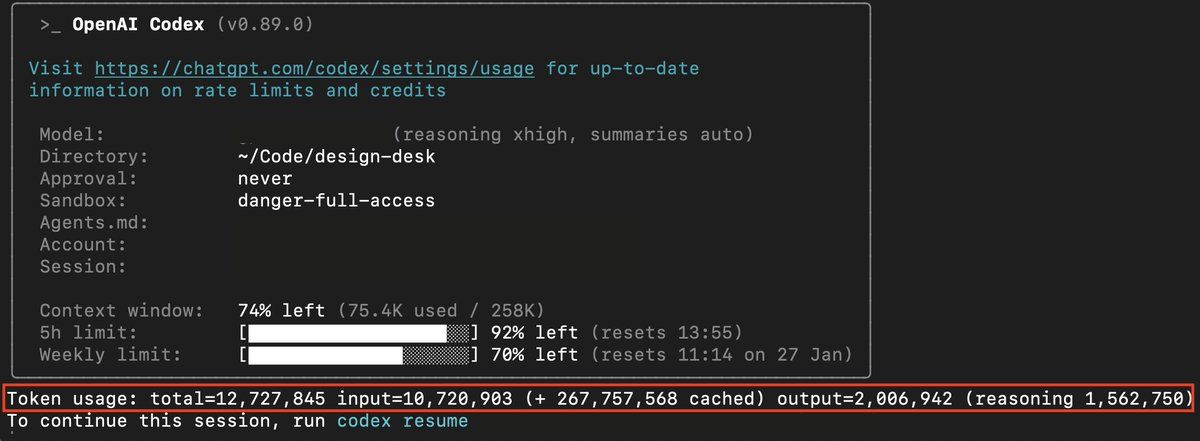 >_ OpenAI Codex (v0.89.0)
Visit https://chatgpt.com/codex/settings/usage for up-to-date
information on rate limits and credits
Model: (reasoning xhigh, summaries auto)
Directory: ~/Code/design-desk
Approval: never
Sandbox: danger-full-access
Agents.md:
Account:
Session:
Context window: 74% left (75.4K used / 258K)
5h limit: [] 92% left (resets 13:55)
Weekly limit: [] 70% left (resets 11:14 on 27 Jan)
Token usage: total=12,727,845 input=10,720,903 (+ 267,757,568 cached) output=2,006,942 (reasoning 1,562,750)
To continue this session, run codex resume